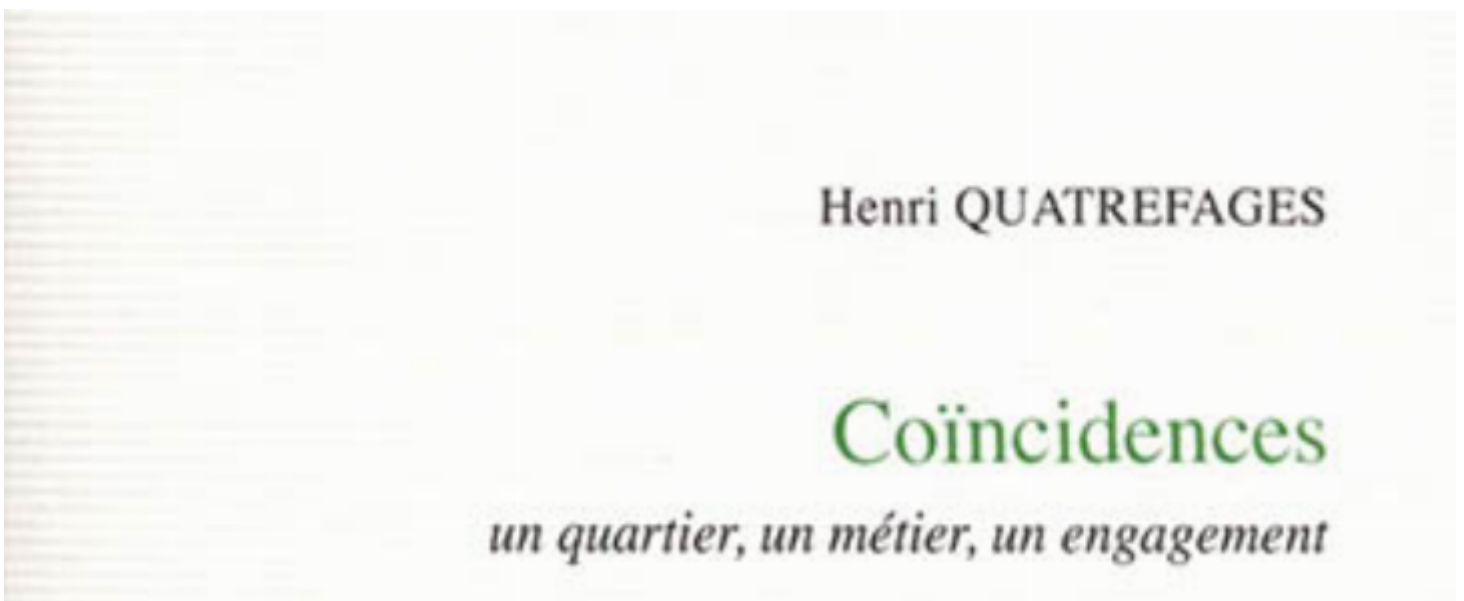 Henri QUATREFAGES
Coïncidences
un quartier, un métier, un engagement